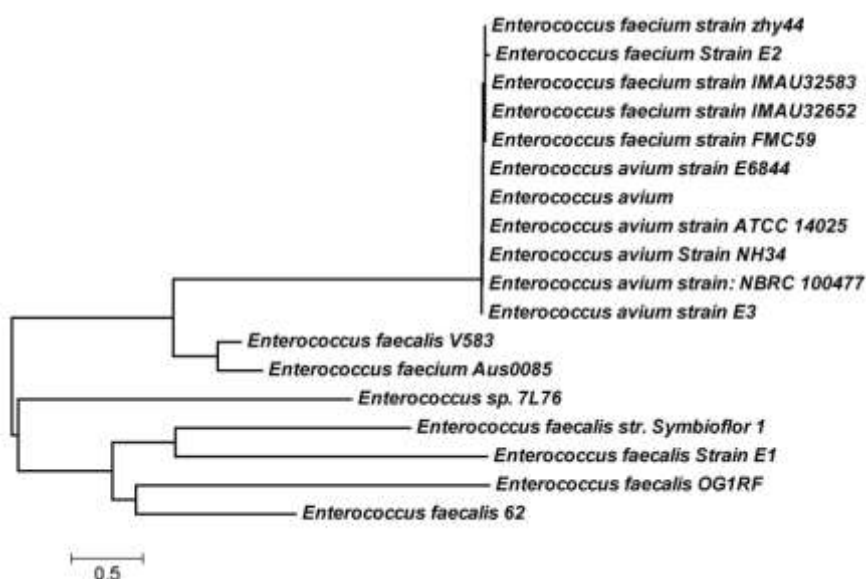 Enterococcus faecium strain zhy44
Enterococcus faecium Strain E2
Enterococcus faecium strain IMAU32583
Enterococcus faecium strain IMAU32652
Enterococcus faecium strain FMC59
Enterococcus avium strain E6844
Enterococcus avium
Enterococcus avium strain ATCC 14025
Enterococcus avium Strain NH34
Enterococcus avium strain: NBRC 100477
Enterococcus avium strain E3
Enterococcus faecalis V583
Enterococcus faecium Aus0085
Enterococcus sp. 7L76
Enterococcus faecalis str. Symbioflor 1
Enterococcus faecalis Strain E1
Enterococcus faecalis OG1RF
Enterococcus faecalis 62
0.5